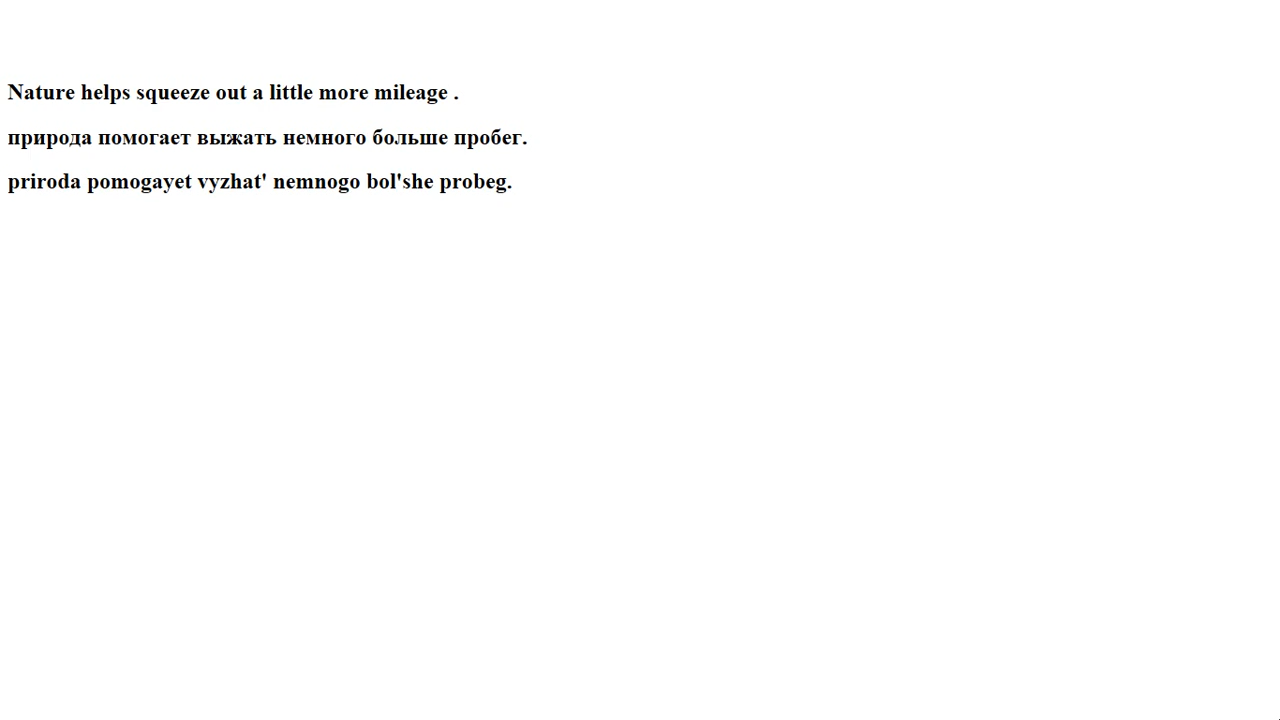 Nature helps squeeze out a little more mileage .
природа помогает выжать немного больше пробег.
priroda pomogayet vyzhat' nemnogo bol'she probeg.